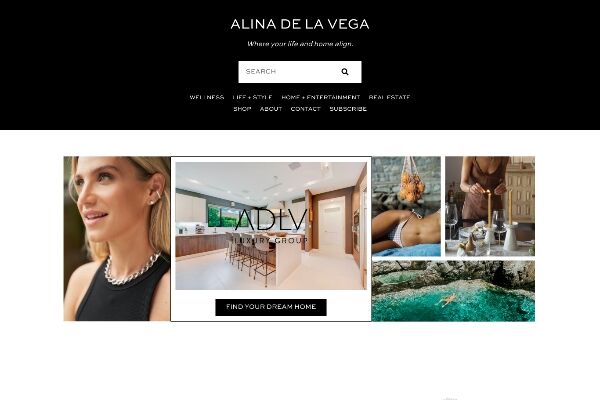 ALINA DE LA VEGA
Where your life and home align.
SEARCH
WELLNESS LIFE + STYLE HOME + ENTERTAINMENT REAL ESTATE
SHOP ABOUT CONTACT SUBSCRIBE
ADLV
LUXURY GROUP
FIND YOUR DREAM HOME